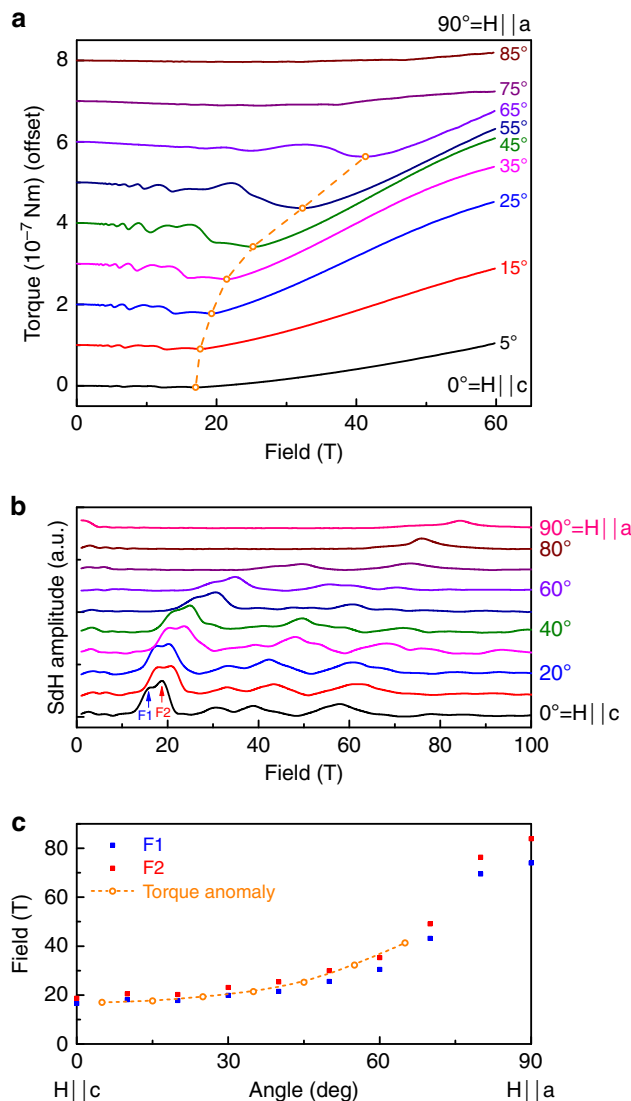 a
90°=H||a
8
6
4
2
0
Torque (10⁻⁷ Nm) (offset)
85°
75°
65°
55°
45°
35°
25°
15°
5°
0°=H||c
0
20
40
60
Field (T)
b
SdH amplitude (a.u.)
90°=H||a
80°
60°
40°
20°
0°=H||c
F1
F2
0
20
40
60
80
100
Field (T)
c
F1
F2
Torque anomaly
80
60
40
20
0
Field (T)
0
30
60
90
H||c
Angle (deg)
H||a